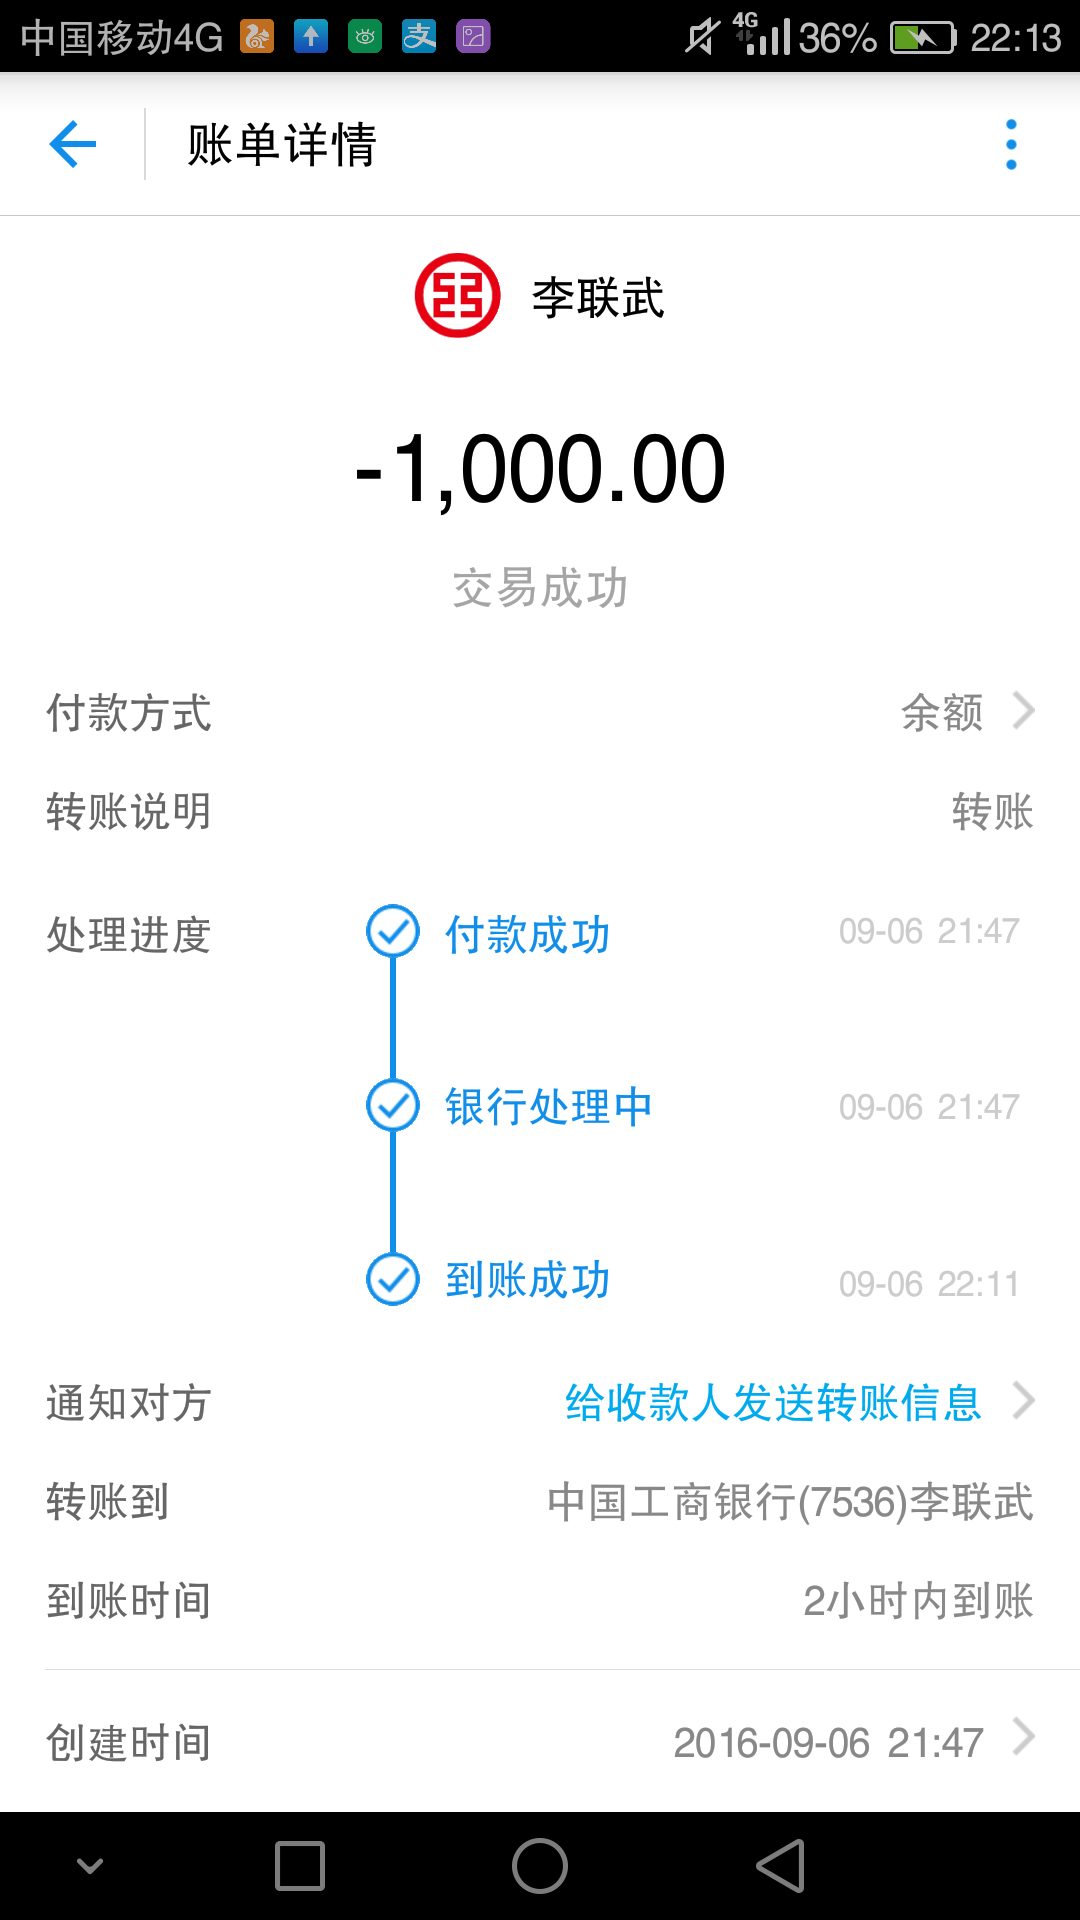 中国移动4G 4G 36% 22:13
账单详情
李联武
-1,000.00
交易成功
付款方式 余额
转账说明 转账
处理进度 付款成功 09-06 21:47
银行处理中 09-06 21:47
到账成功 09-06 22:11
通知对方 给收款人发送转账信息
转账到 中国工商银行(7536)李联武
到账时间 2小时内到账
创建时间 2016-09-06 21:47